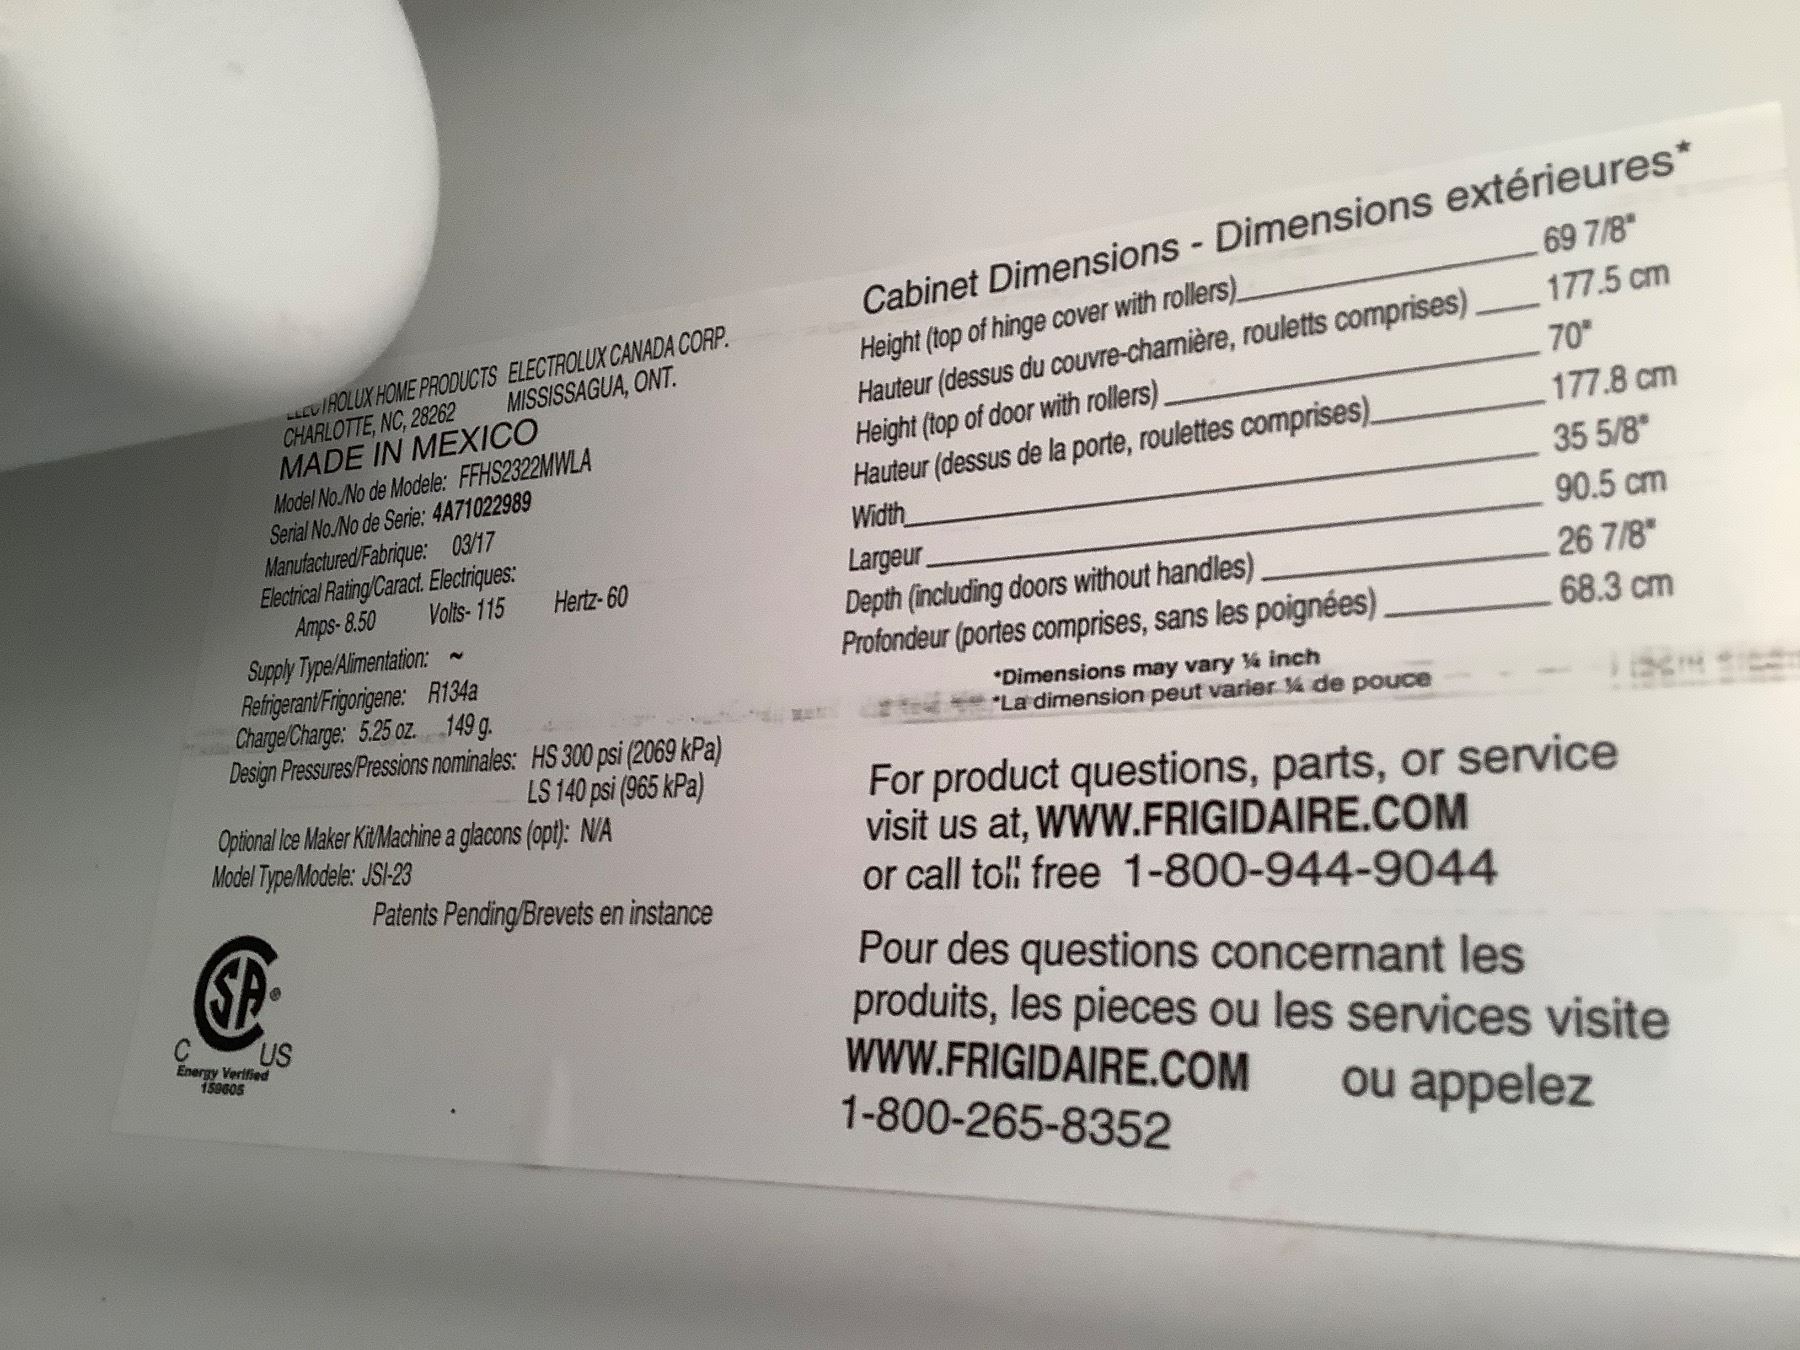 HOME PRODUCTS ELECTROLUX CANADA CORP.
CHARLOTTE, NC, 28262 MISSISSAGUA, ONT.
MADE IN MEXICO
Model No./No de Modele: FFHS2322MWLA
Serial No./No de Serie: 4A71022989
Manufactured/Fabrique: 03/17
Electrical Rating/Caract. Electriques:
Amps- 8.50 Volts- 115 Hertz- 60
Supply Type/Alimentation: ~
Refrigerant/Frigorigene: R134a
Charge/Charge: 5.25 oz. 149 g.
Design Pressures/Pressions nominales: HS 300 psi (2069 kPa)
LS 140 psi (965 kPa)
Optional Ice Maker Kit/Machine a glacons (opt): N/A
Model Type/Modele: JSI-23
Patents Pending/Brevets en instance
SA ®
C US
Energy Verified
159605
Cabinet Dimensions - Dimensions extérieures*
Height (top of hinge cover with rollers) 69 7/8"
Hauteur (dessus du couvre-charnière, rouletts comprises) 177.5 cm
Height (top of door with rollers) 70"
Hauteur (dessus de la porte, roulettes comprises) 177.8 cm
Width 35 5/8"
Largeur 90.5 cm
Depth (including doors without handles) 26 7/8"
Profondeur (portes comprises, sans les poignées) 68.3 cm
*Dimensions may vary ¼ inch
*La dimension peut varier ¼ de pouce
For product questions, parts, or service
visit us at, WWW.FRIGIDAIRE.COM
or call toll free 1-800-944-9044
Pour des questions concernant les
produits, les pieces ou les services visite
WWW.FRIGIDAIRE.COM ou appelez
1-800-265-8352